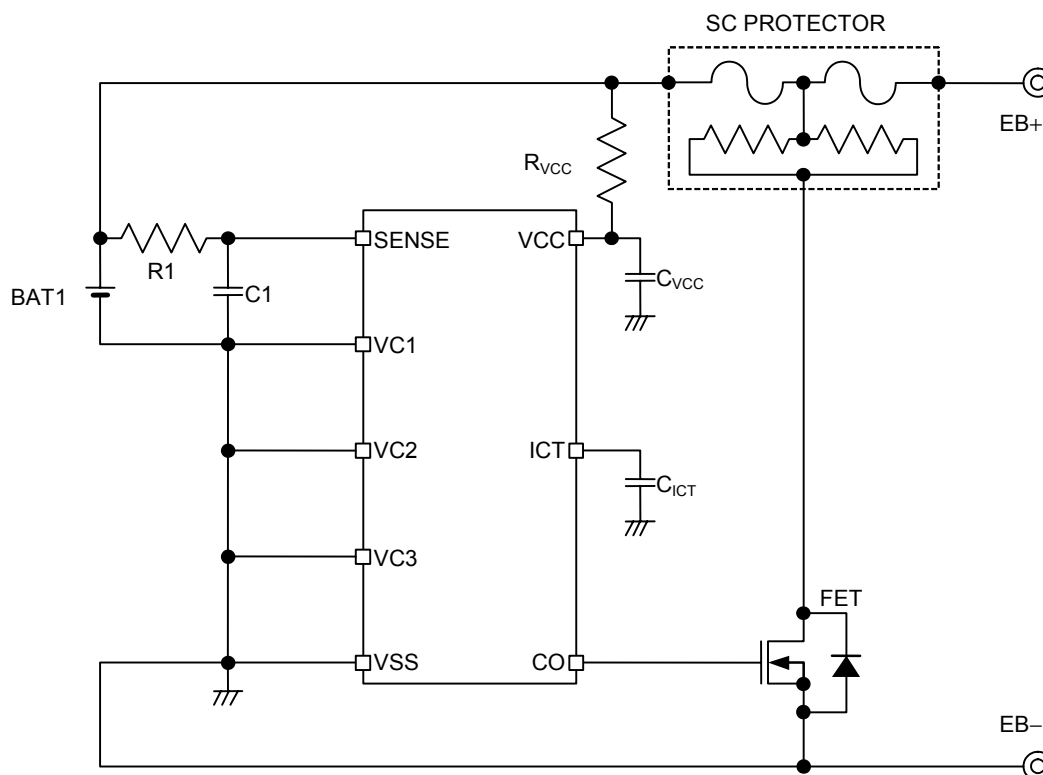 SC PROTECTOR
EB+
RVCC
SENSE
VCC
R1
C1
CVCC
BAT1
VC1
VC2
ICT
CICT
VC3
FET
VSS
CO
EB−